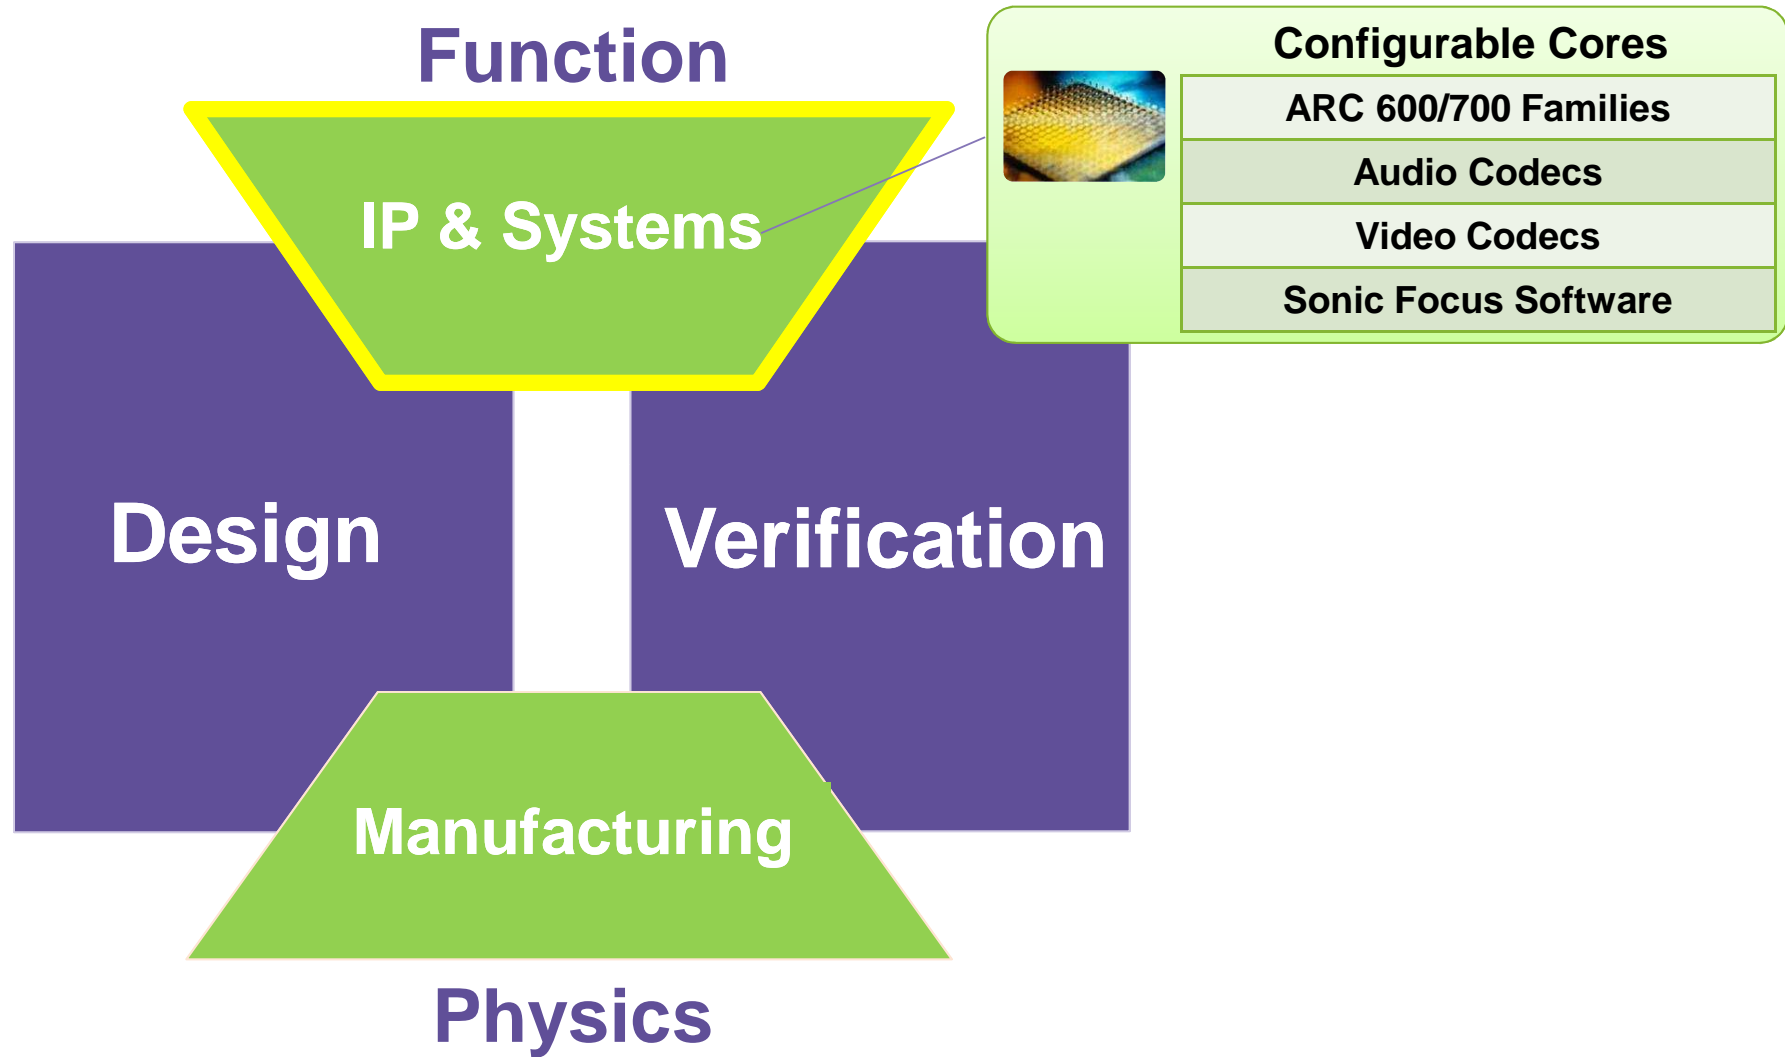 Function
IP & Systems
Configurable Cores
ARC 600/700 Families
Audio Codecs
Video Codecs
Sonic Focus Software
Design
Verification
Manufacturing
Physics